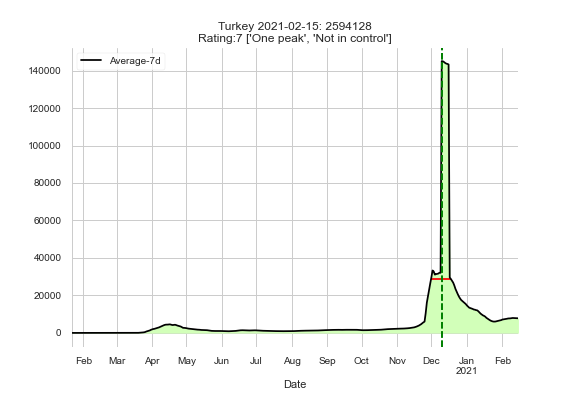 Turkey 2021-02-15: 2594128
Rating:7 ['One peak', 'Not in control']
Average-7d
140000
120000
100000
80000
60000
40000
20000
0
Feb Mar Apr May Jun Jul Aug Sep Oct Nov Dec Jan Feb
2021
Date